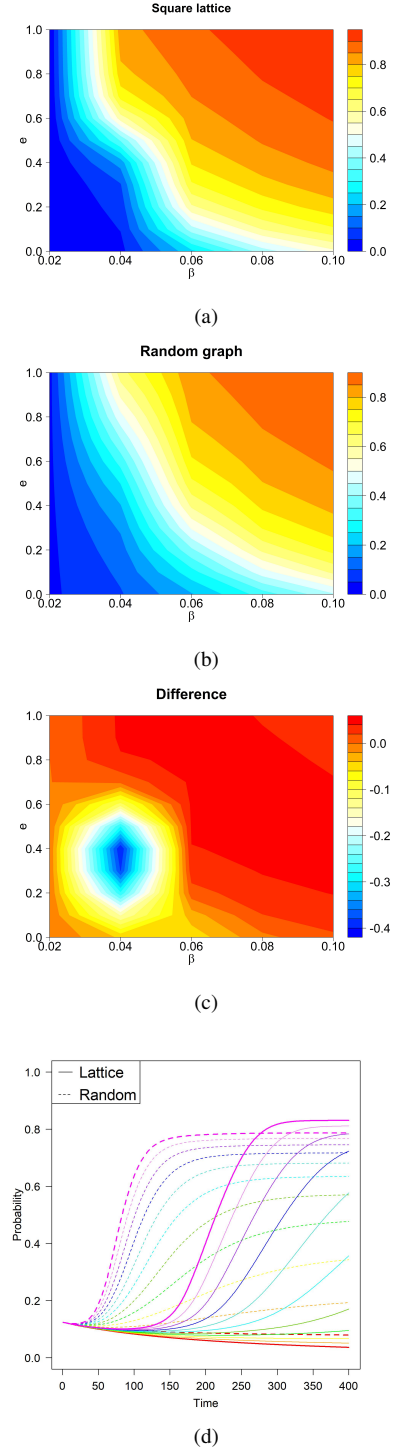 Square lattice
1.0
0.8
0.6
0.4
0.2
0.0
e
0.02 0.04 0.06 0.08 0.10
β
0.8
0.6
0.4
0.2
0.0
(a)
Random graph
1.0
0.8
0.6
0.4
0.2
0.0
e
0.02 0.04 0.06 0.08 0.10
β
0.8
0.6
0.4
0.2
0.0
(b)
Difference
1.0
0.8
0.6
0.4
0.2
0.0
e
0.02 0.04 0.06 0.08 0.10
β
0.0
-0.1
-0.2
-0.3
-0.4
(c)
Lattice
Random
1.0
0.8
0.6
0.4
0.2
0.0
Probability
0 50 100 150 200 250 300 350 400
Time
(d)